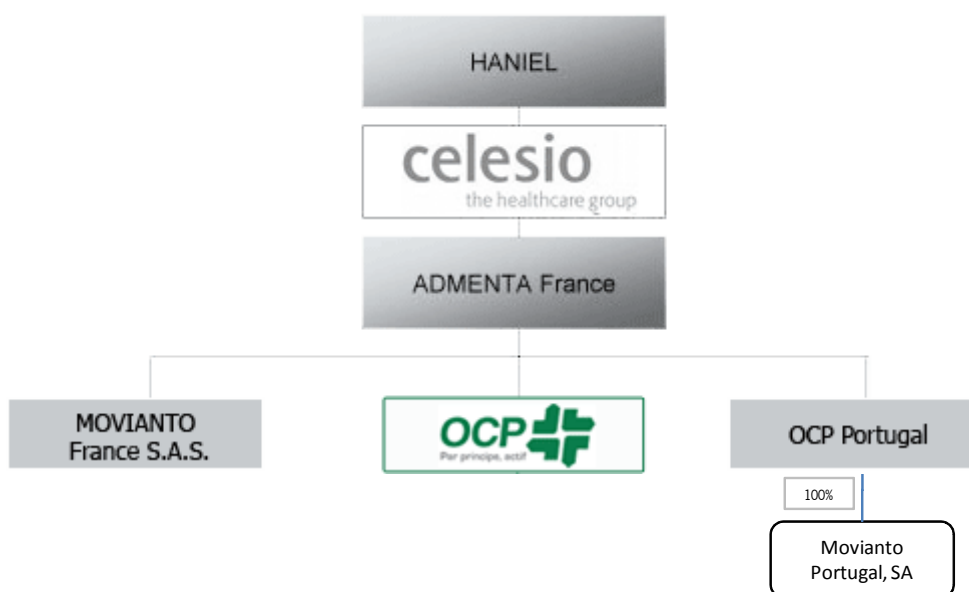 HANIEL
celesio
the healthcare group
ADMENTA France
MOVIANTO
France S.A.S.
OCP
Par principe, actif
OCP Portugal
100%
Movianto
Portugal, SA